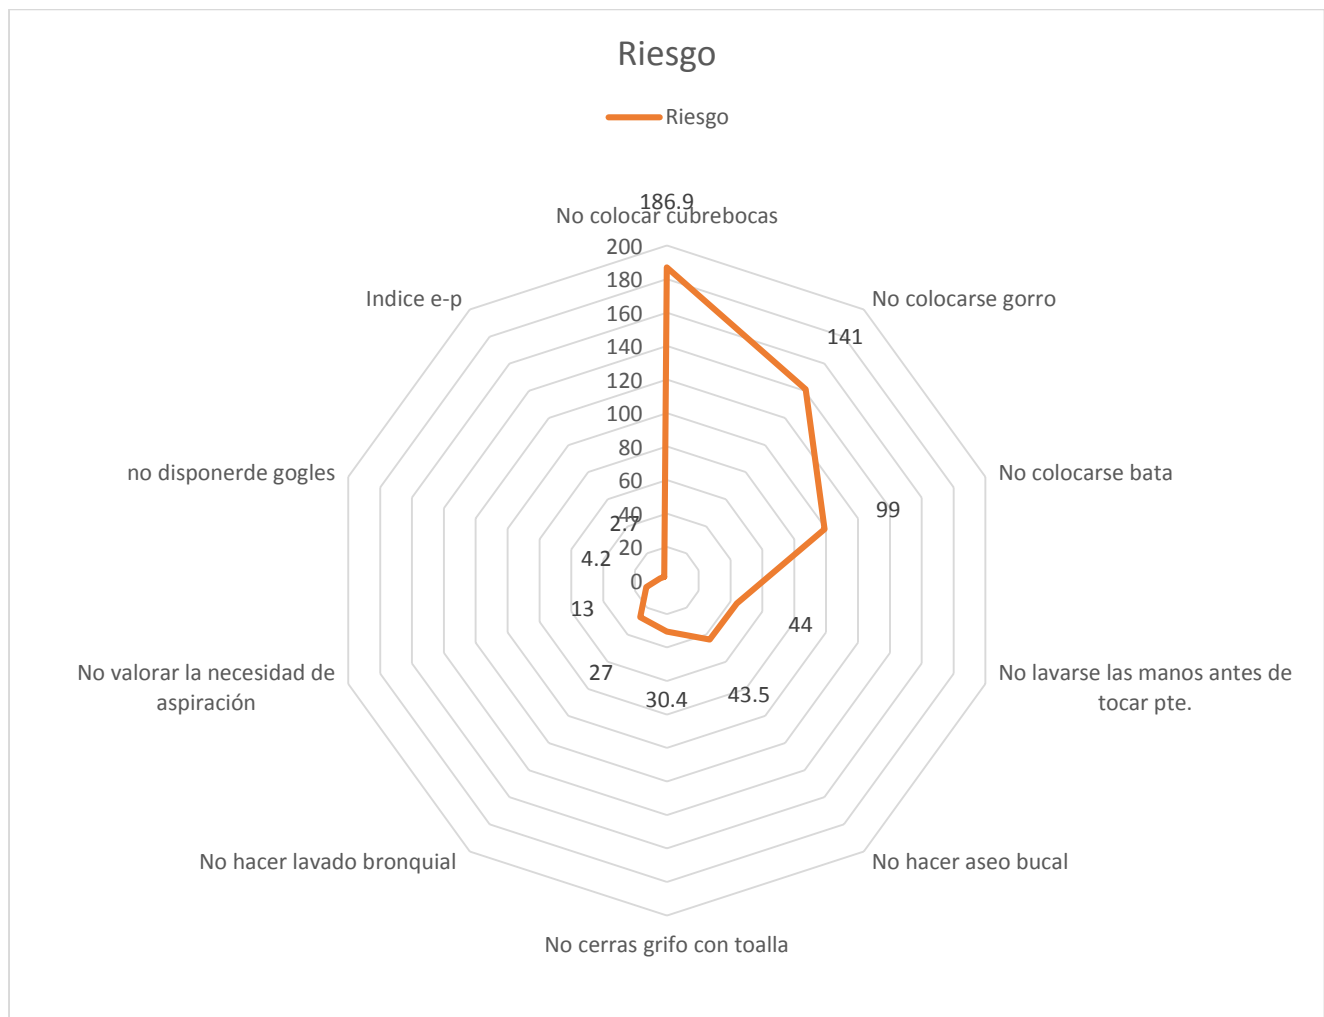 Riesgo
Riesgo
186.9
No colocar cubrebocas
200
180
160
140
120
100
80
60
40
20
0
No colocarse gorro
141
No colocarse bata
99
No lavarse las manos antes de
tocar pte.
44
No hacer aseo bucal
43.5
No cerras grifo con toalla
30.4
No hacer lavado bronquial
27
No valorar la necesidad de
aspiración
13
no disponerde gogles
4.2
Indice e-p
2.7